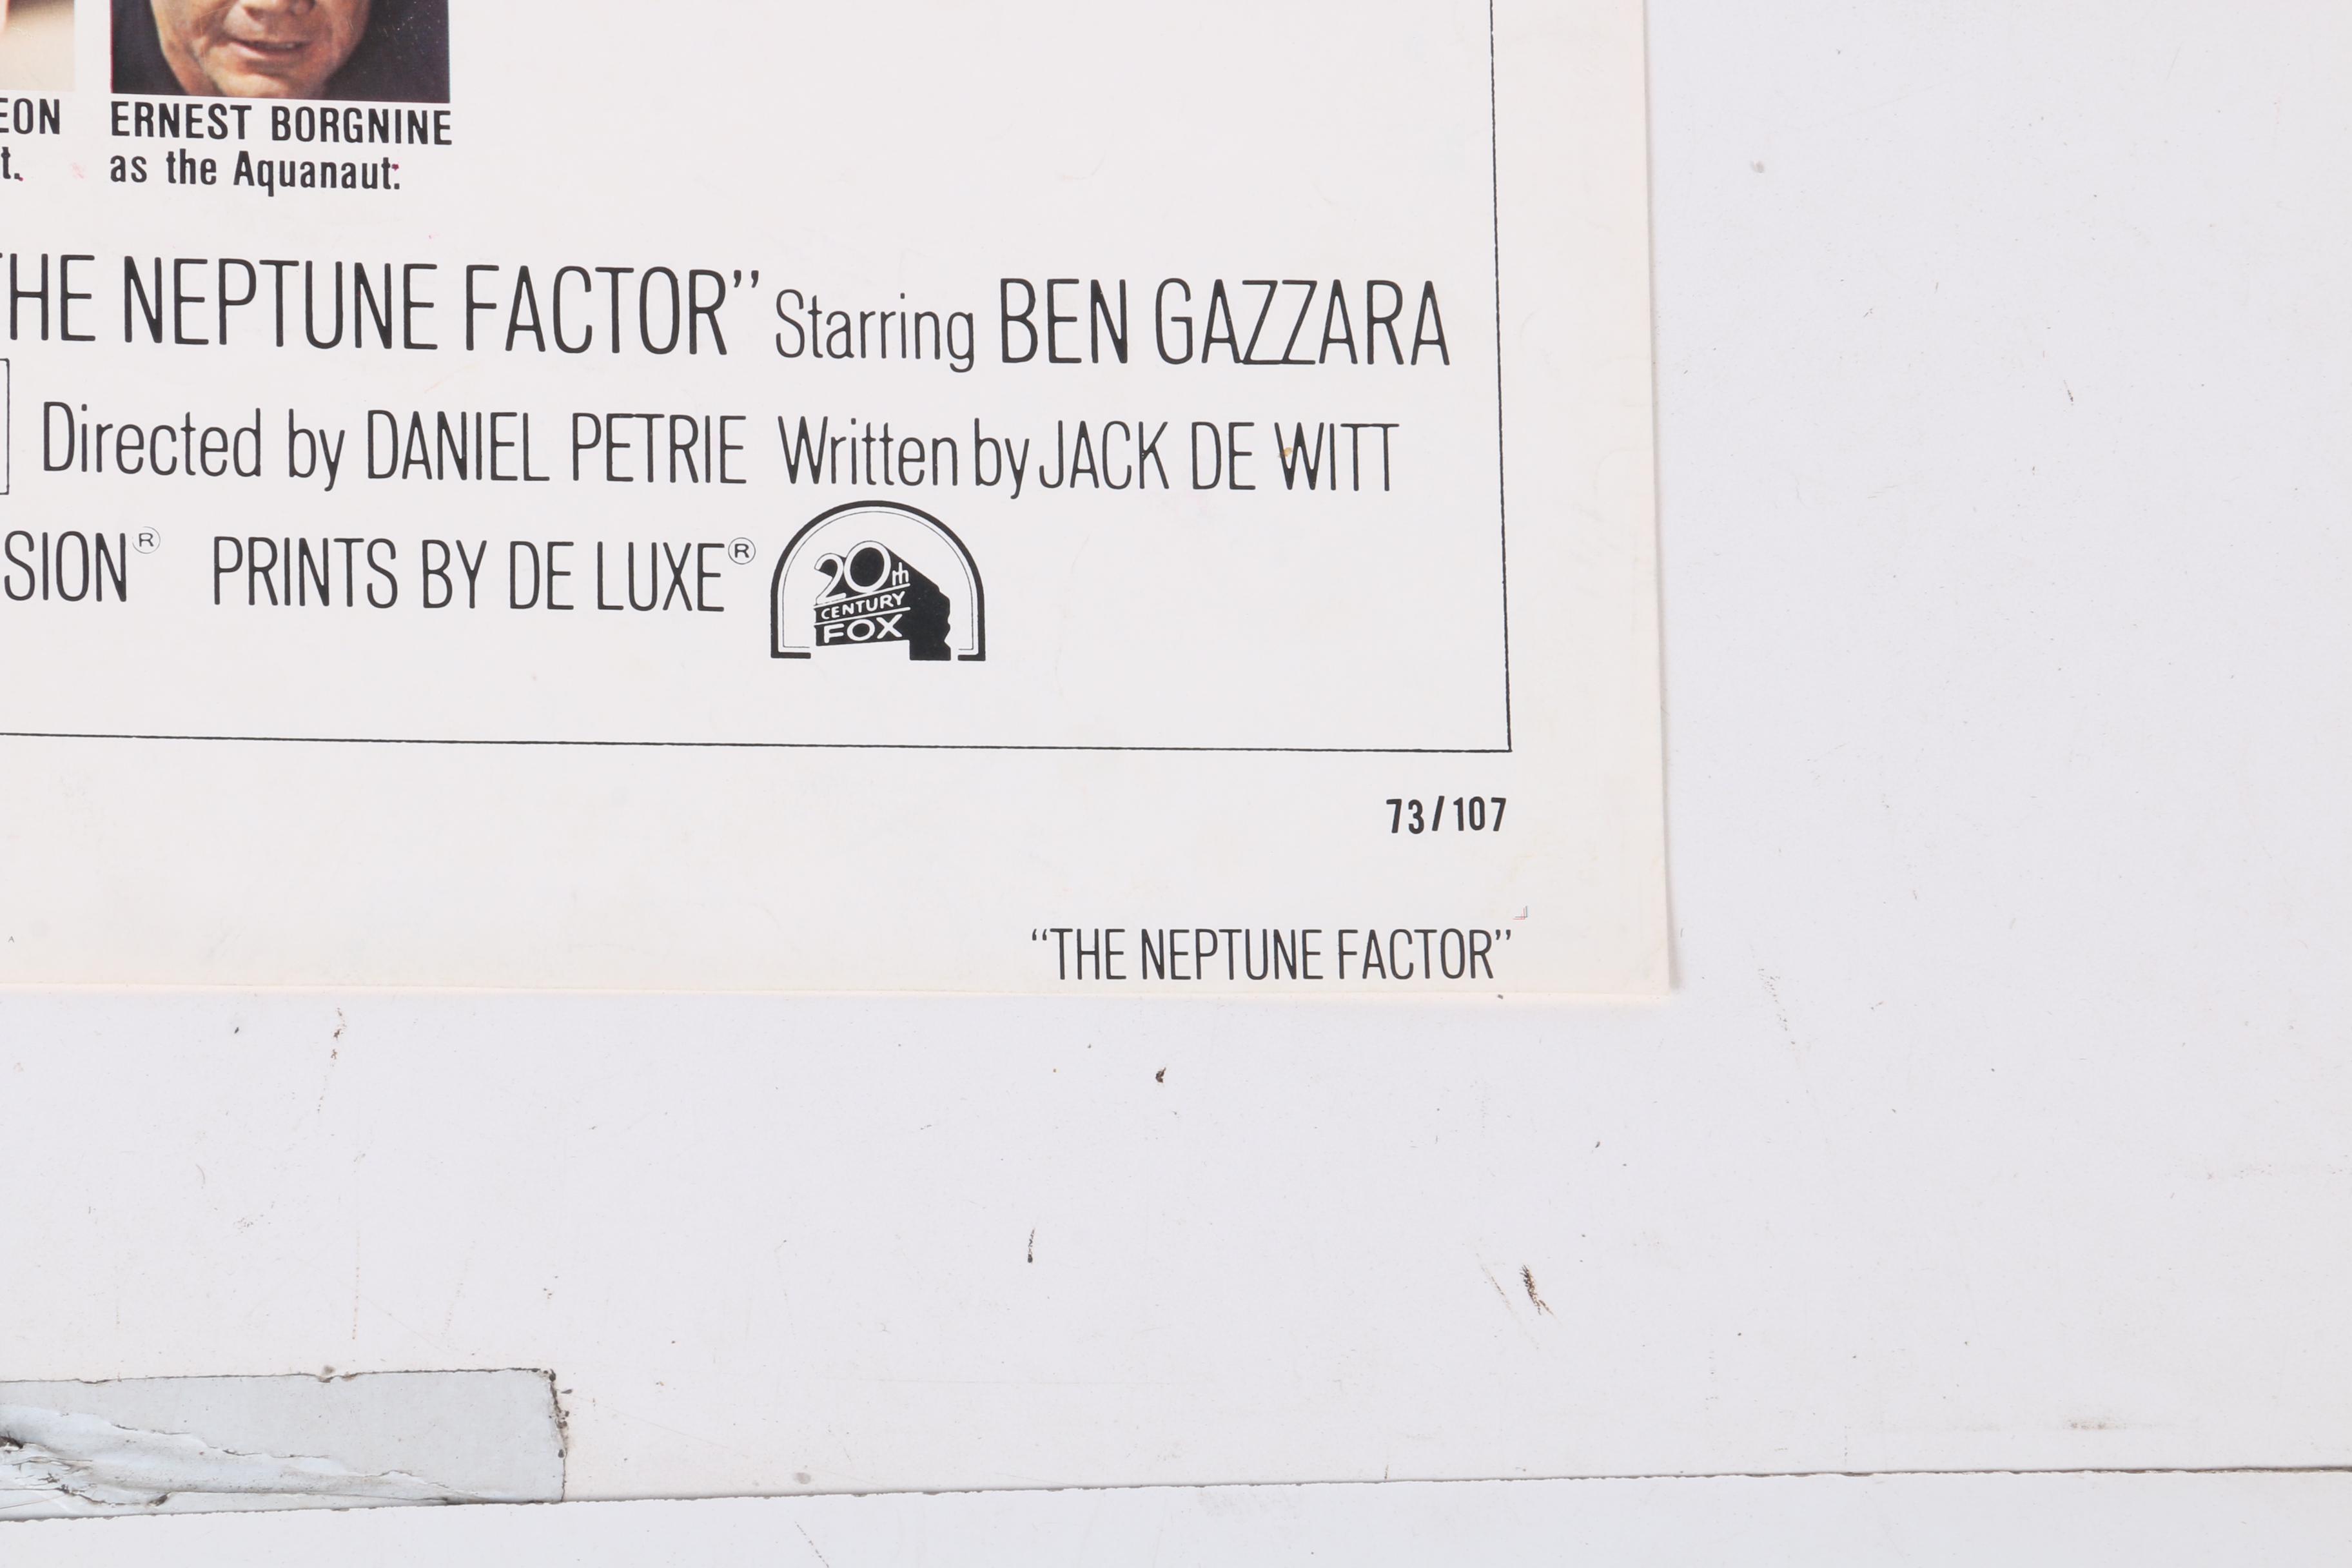 EON ERNEST BORGNINE
t. as the Aquanaut.
THE NEPTUNE FACTOR” Starring BEN GAZZARA
Directed by DANIEL PETRIE Written by JACK DE WITT
SION® PRINTS BY DE LUXE®
20th
CENTURY
FOX
73/107
“THE NEPTUNE FACTOR”